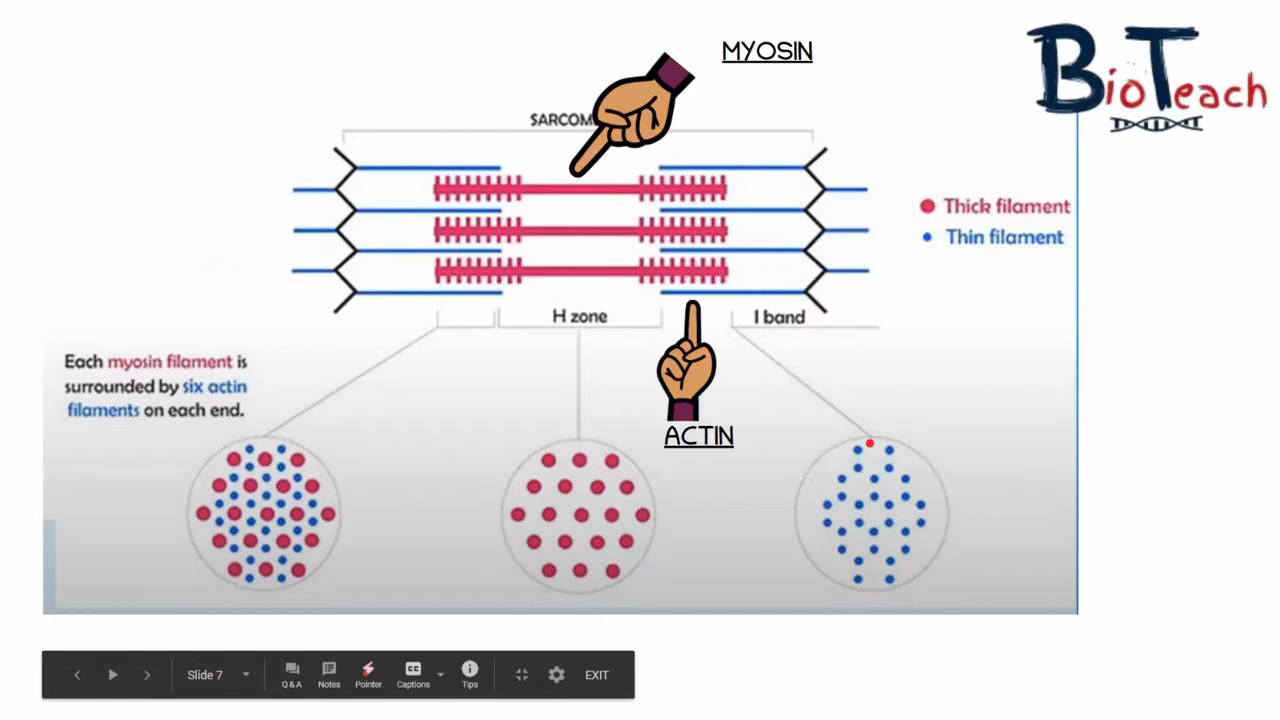 MYOSIN
BioTeach
SARCOM
Thick filament
Thin filament
H zone
I band
Each myosin filament is
surrounded by six actin
filaments on each end.
ACTIN
Slide 7
Q & A
Notes
Pointer
CC
Captions
Tips
EXIT